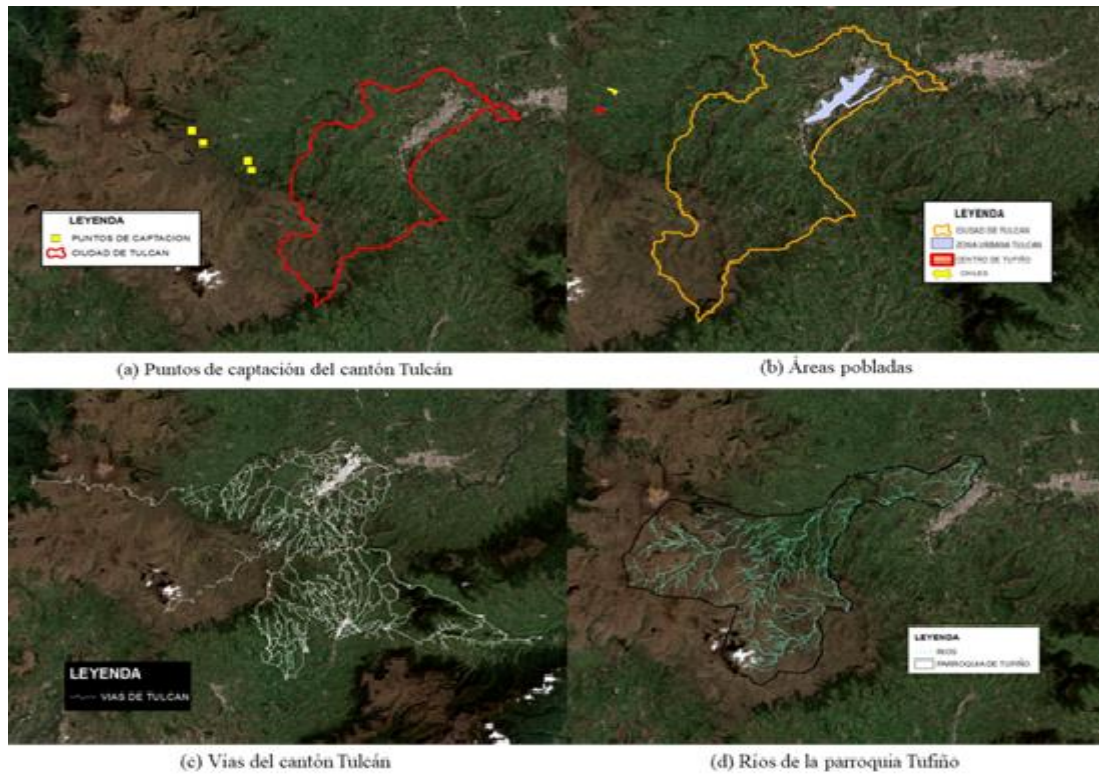 LEYENDA
PUNTOS DE CAPTACION
CIUDAD DE TULCAN
(a) Puntos de captación del cantón Tulcán
LEYENDA
CIUDAD DE TULCAN
ZONA URBANA TULCAN
CENTRO DE TUFIÑO
CHILES
(b) Áreas pobladas
LEYENDA
VIAS DE TULCAN
(c) Vias del cantón Tulcán
LEYENDA
RIOS
PARROQUIA DE TUFIÑO
(d) Rios de la parroquia Tufiño